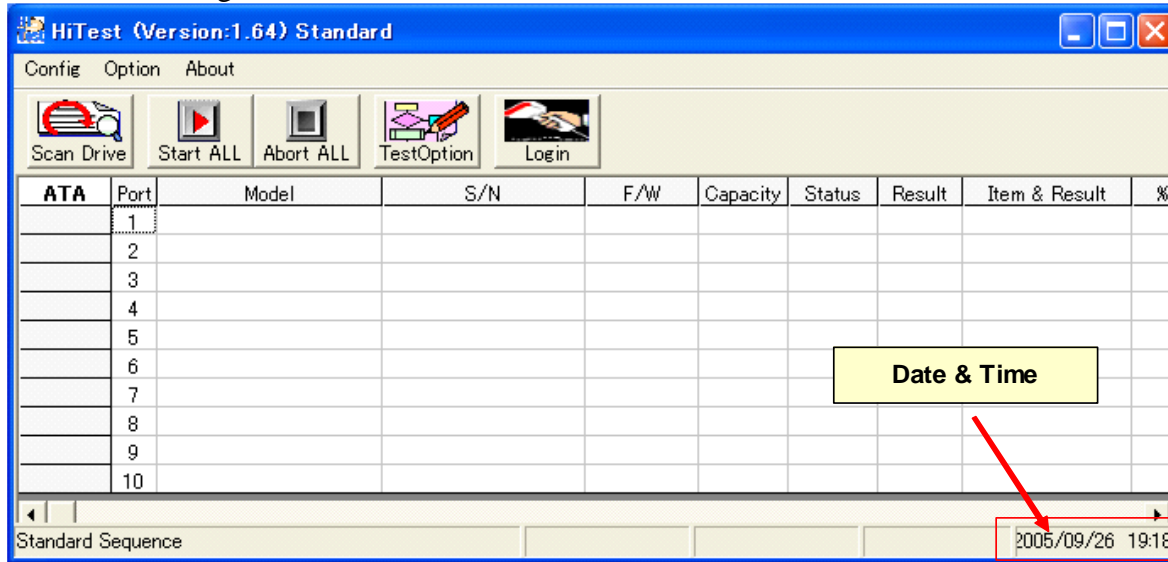 HiTest (Version:1.64) Standard
Config Option About
Scan Drive Start ALL Abort ALL TestOption Login
ATA Port Model S/N F/W Capacity Status Result Item & Result %
1
2
3
4
5
6
7
8
9
10
Date & Time
Standard Sequence 2005/09/26 19:18